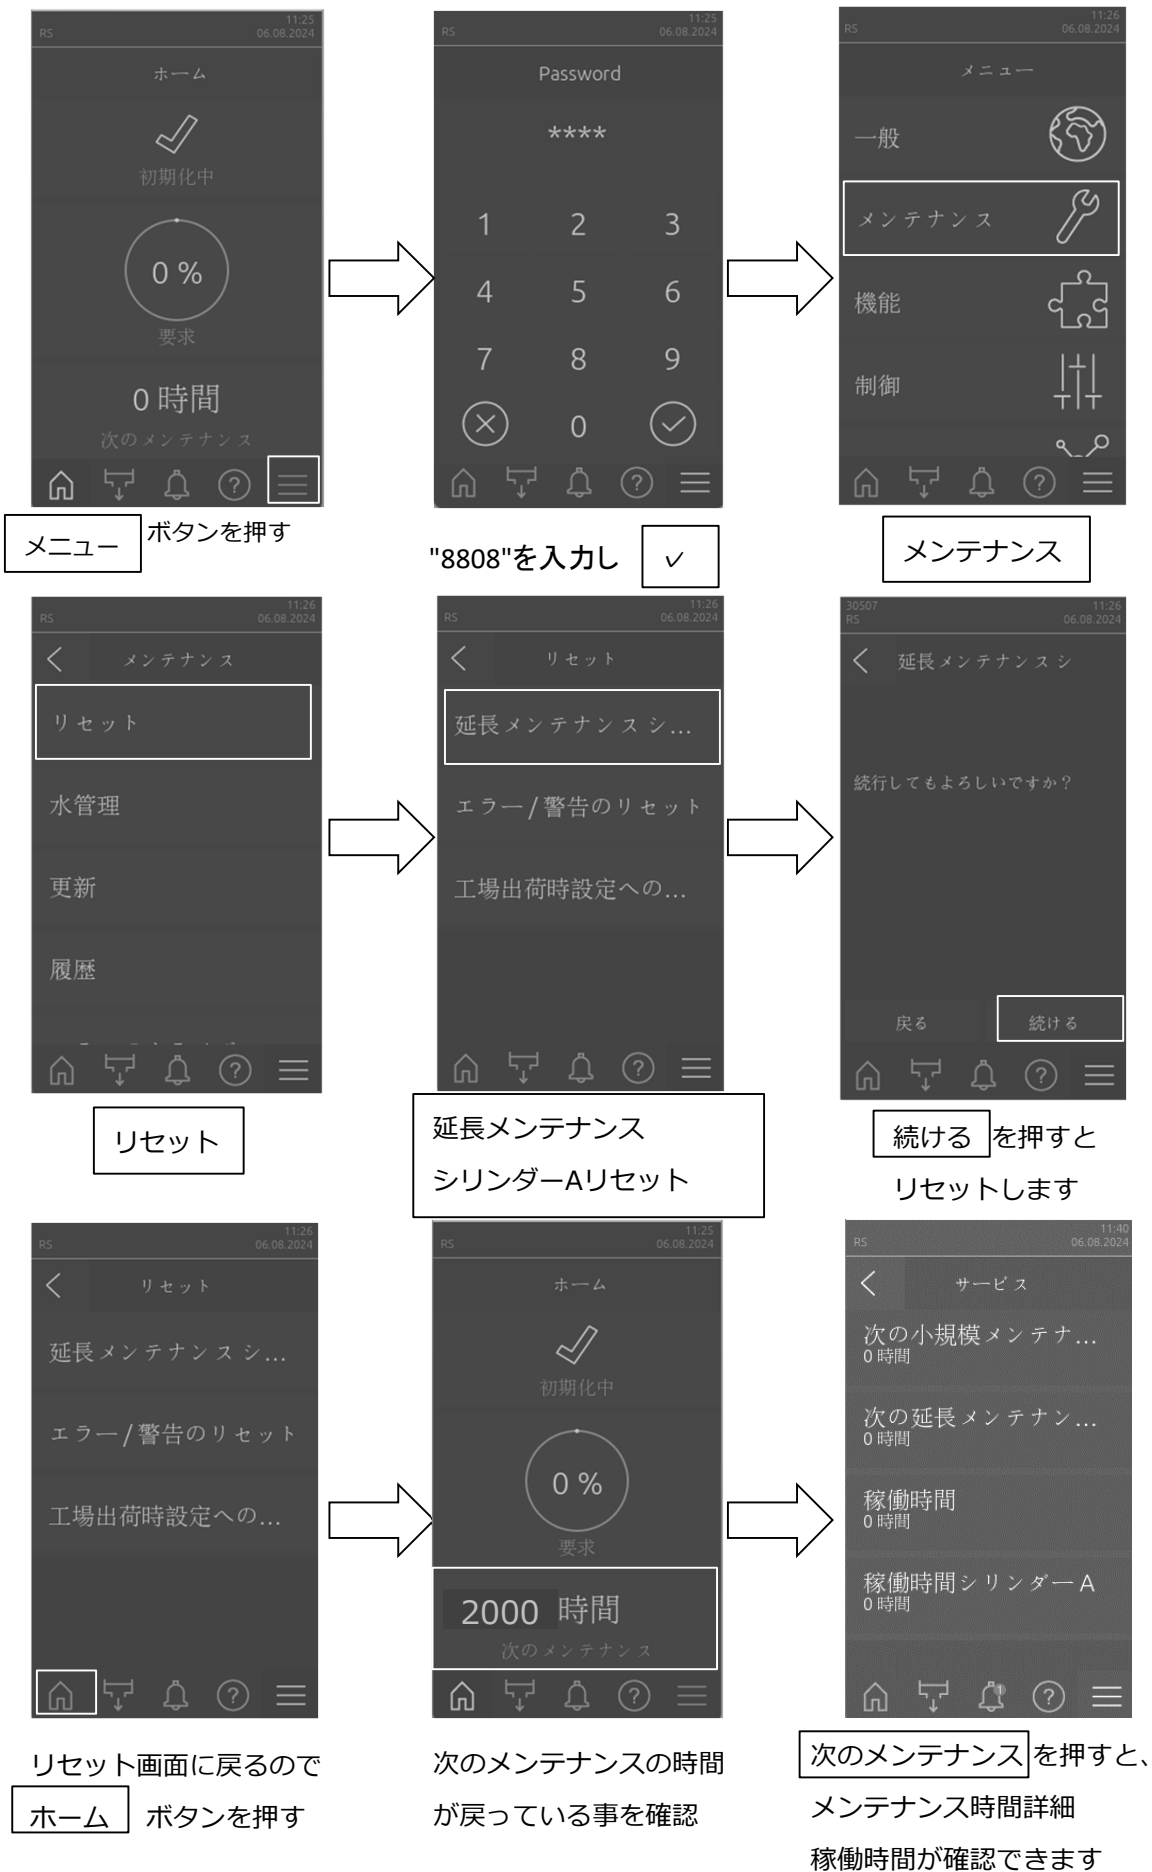 RS
11:25
06.08.2024
ホーム
初期化中
0 %
要求
0 時間
次のメンテナンス
メニュー ボタンを押す
RS
11:25
06.08.2024
Password
****
1 2 3
4 5 6
7 8 9
0
"8808"を入力し ✓
RS
11:26
06.08.2024
メニュー
一般
メンテナンス
機能
制御
メンテナンス
RS
11:26
06.08.2024
メンテナンス
リセット
水管理
更新
履歴
リセット
RS
11:26
06.08.2024
リセット
延長メンテナンスシ...
エラー/警告のリセット
工場出荷時設定への...
延長メンテナンス
シリンダーAリセット
30507
RS
11:26
06.08.2024
延長メンテナンスシ
続行してもよろしいですか?
戻る 続ける
続ける を押すと
リセットします
RS
11:26
06.08.2024
リセット
延長メンテナンスシ...
エラー/警告のリセット
工場出荷時設定への...
リセット画面に戻るので
ホーム ボタンを押す
RS
11:25
06.08.2024
ホーム
初期化中
0 %
要求
2000 時間
次のメンテナンス
次のメンテナンスの時間
が戻っている事を確認
RS
11:40
06.08.2024
サービス
次の小規模メンテナ...
0 時間
次の延長メンテナン...
0 時間
稼働時間
0 時間
稼働時間シリンダーA
0 時間
1
次のメンテナンス を押すと、
メンテナンス時間詳細
稼働時間が確認できます